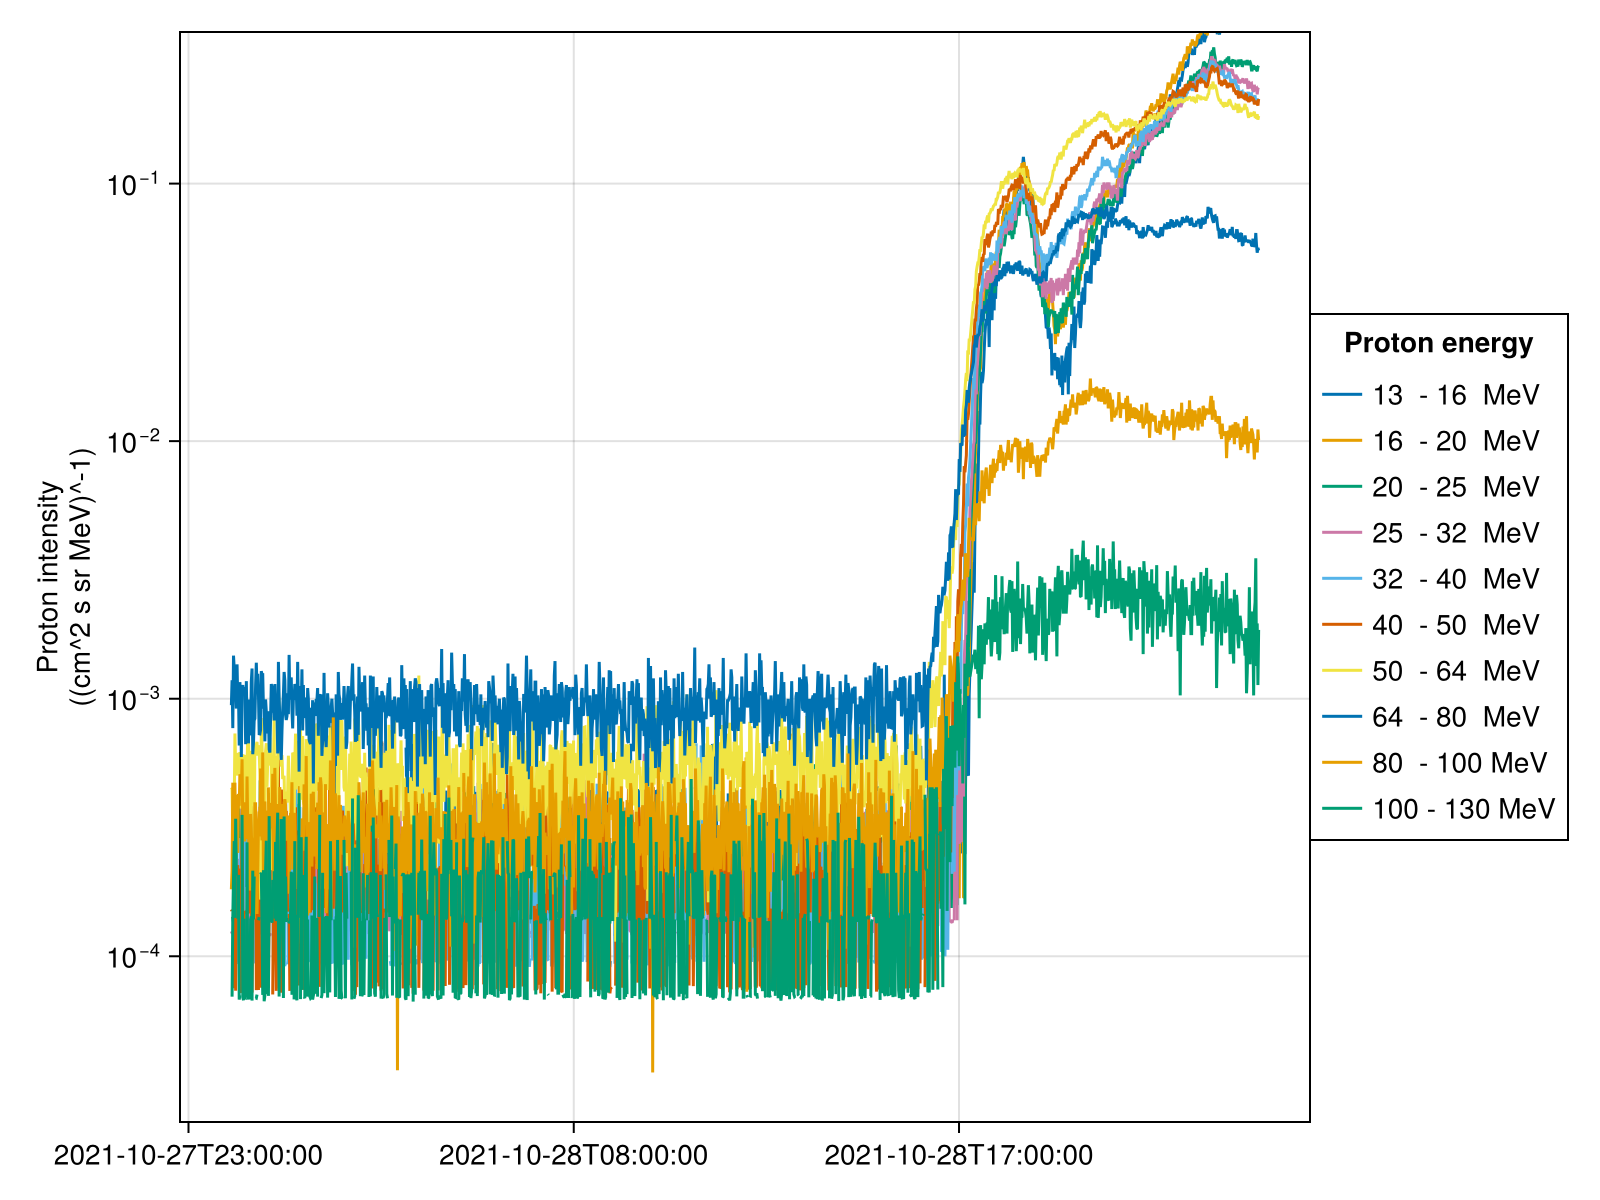 Proton intensity
((cm^2 s sr MeV)^-1)
10⁻¹
10⁻²
10⁻³
10⁻⁴
2021-10-27T23:00:00
2021-10-28T08:00:00
2021-10-28T17:00:00
Proton energy
13 - 16 MeV
16 - 20 MeV
20 - 25 MeV
25 - 32 MeV
32 - 40 MeV
40 - 50 MeV
50 - 64 MeV
64 - 80 MeV
80 - 100 MeV
100 - 130 MeV